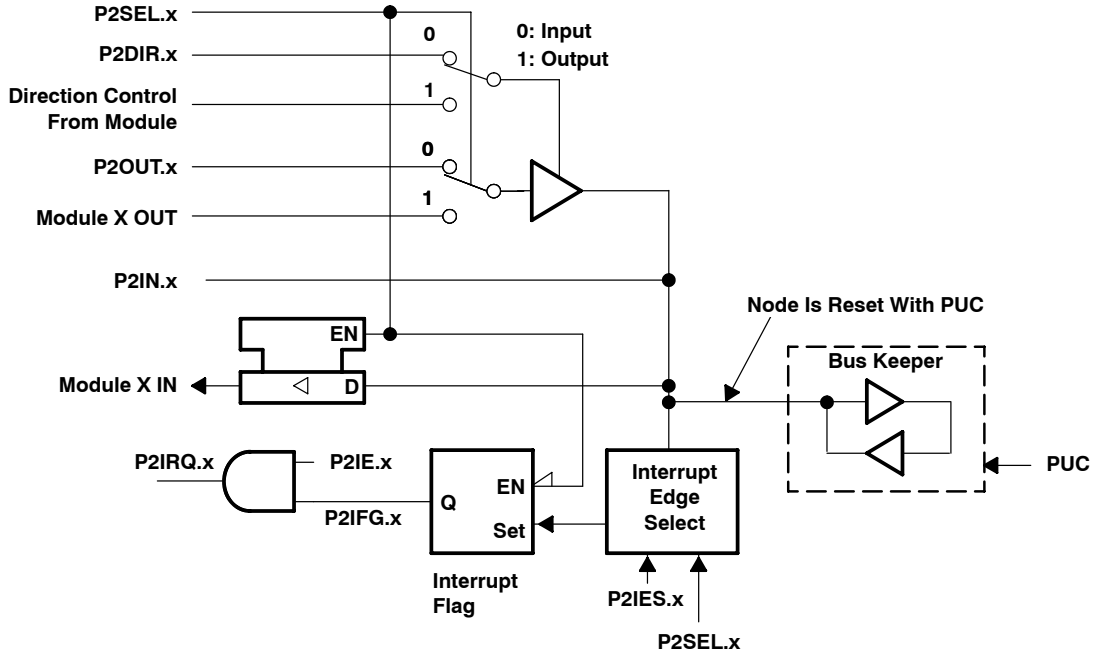 P2SEL.x
0
0: Input
P2DIR.x
1: Output
Direction Control
From Module
1
P2OUT.x
0
Module X OUT
1
P2IN.x
Node Is Reset With PUC
EN
Bus Keeper
Module X IN
D
P2IRQ.x
P2IE.x
Interrupt
Edge
Select
PUC
EN
Q
P2IFG.x
Set
Interrupt
Flag
P2IES.x
P2SEL.x